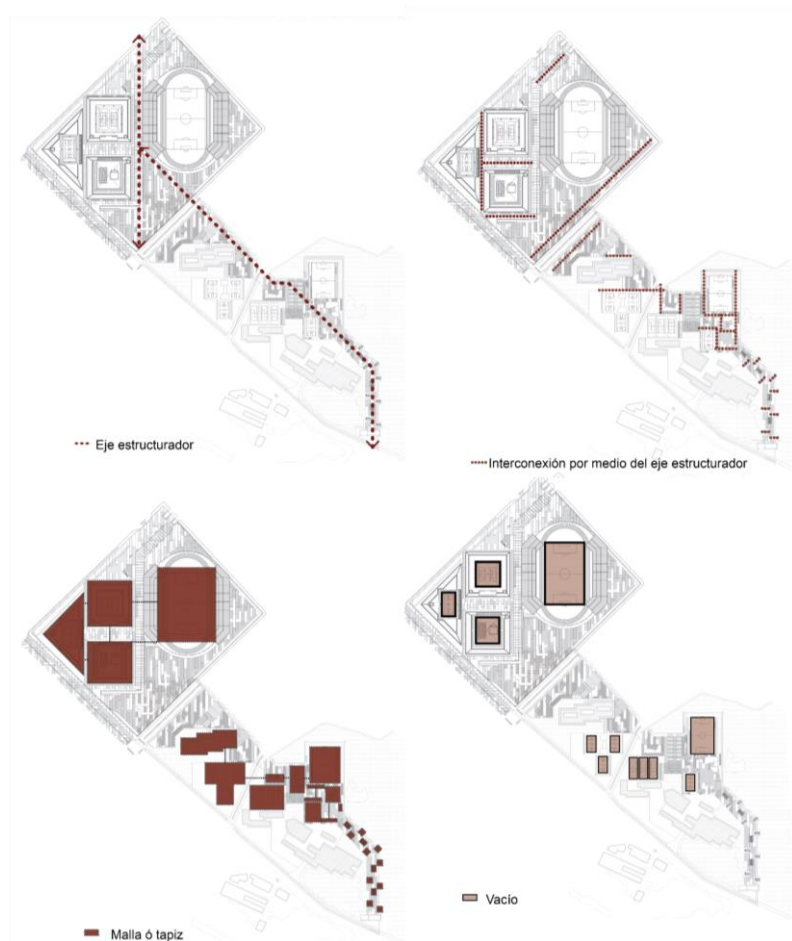 Eje estructurador
Interconexión por medio del eje estructurador
Malla ó tapiz
Vacío